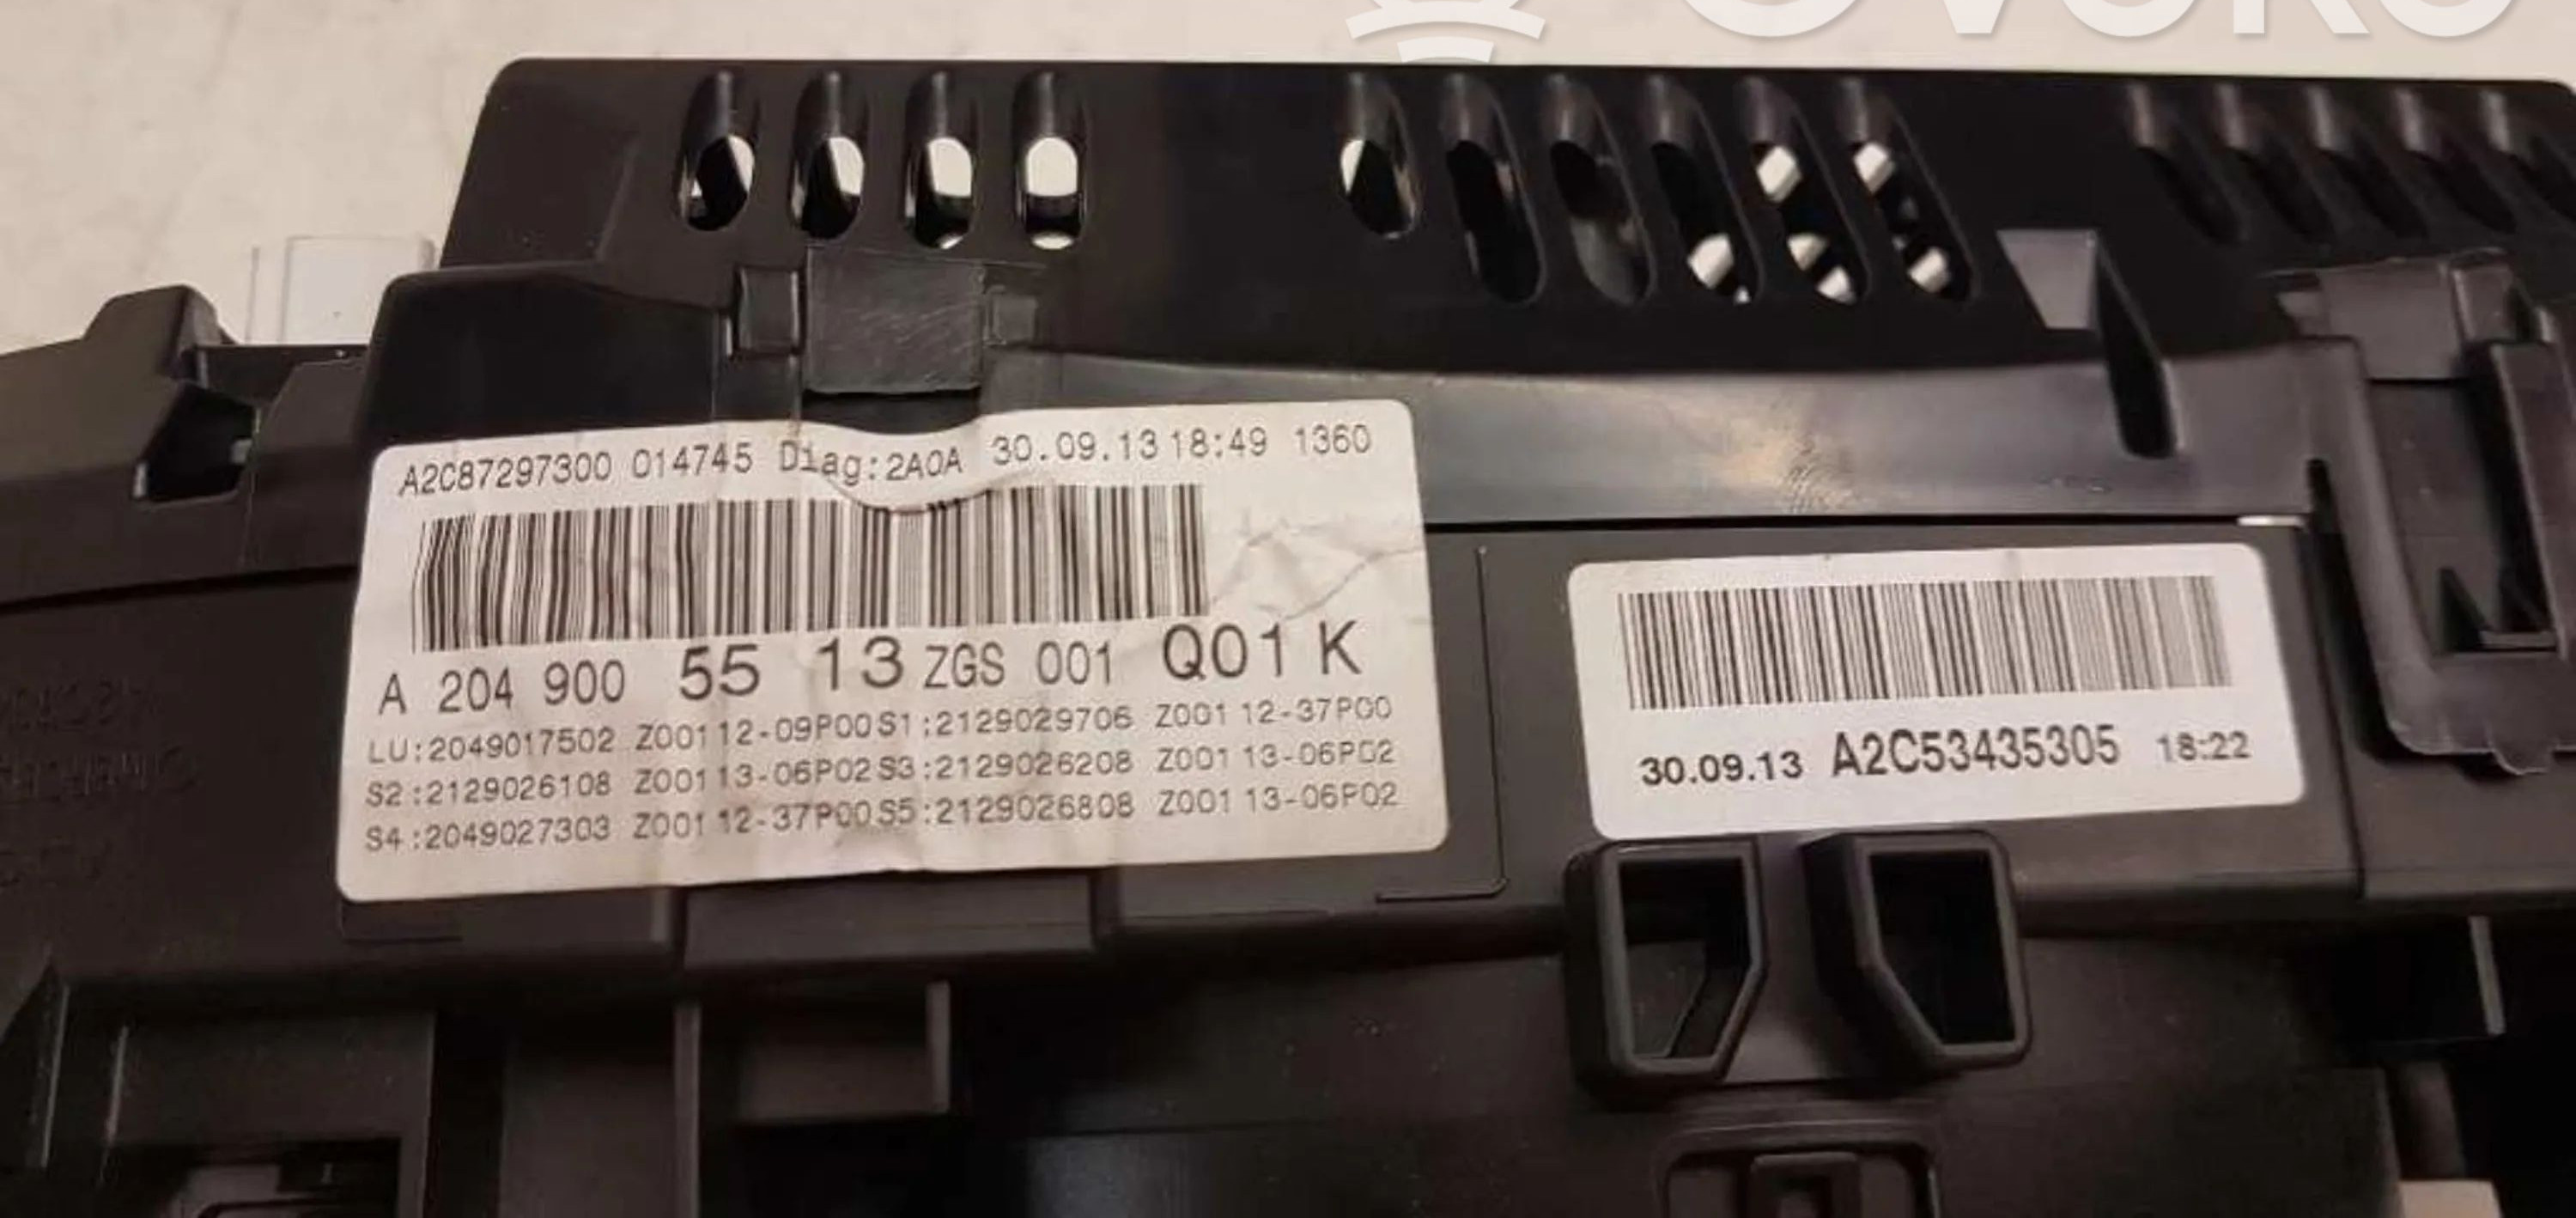 A2C87297300 014745 Diag:2A0A 30.09.13 18:49 1360
A 204 900 55 13 ZGS 001 Q01 K
LU:2049017502 Z001 12-09P00 S1:2129029706 Z001 12-37P00
S2:2129026108 Z001 13-06P02 S3:2129026208 Z001 13-06P02
S4:2049027303 Z001 12-37P00 S5:2129026808 Z001 13-06P02
30.09.13 A2C53435305 18:22